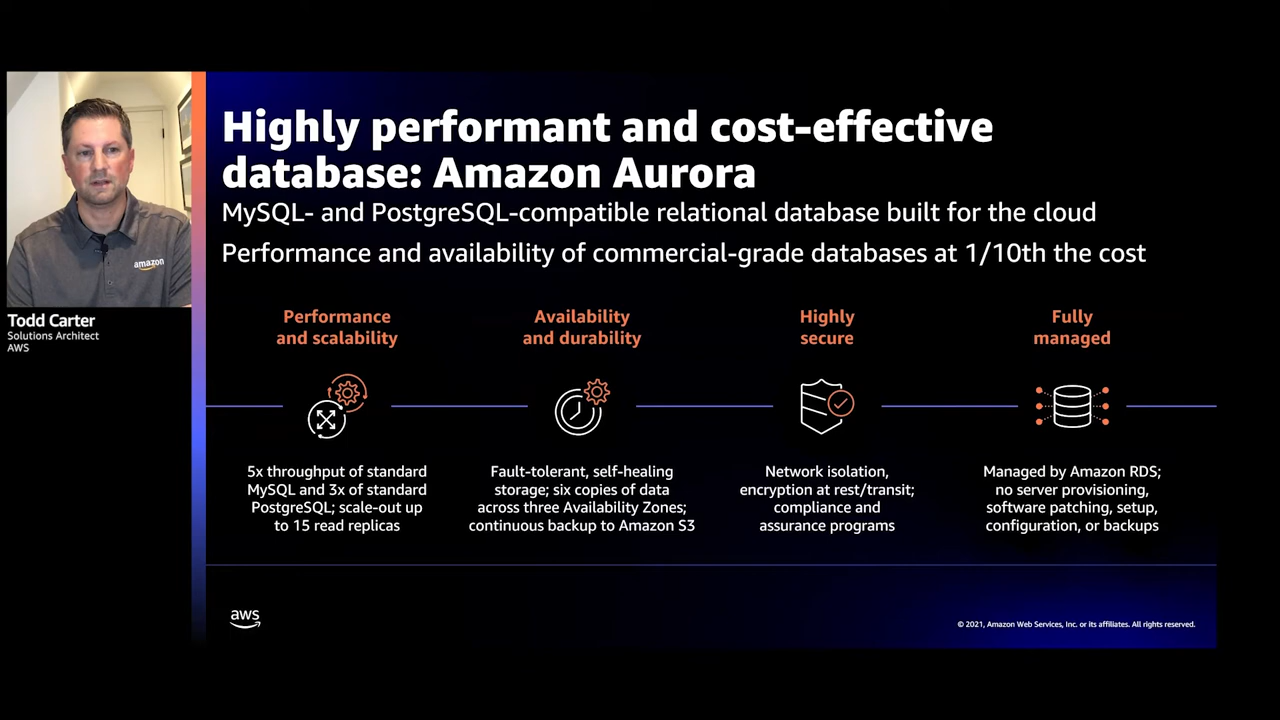 Highly performant and cost-effective
database: Amazon Aurora
MySQL- and PostgreSQL-compatible relational database built for the cloud
Performance and availability of commercial-grade databases at 1/10th the cost
amazon
Todd Carter
Solutions Architect
AWS
Performance
and scalability
5x throughput of standard
MySQL and 3x of standard
PostgreSQL; scale-out up
to 15 read replicas
Availability
and durability
Fault-tolerant, self-healing
storage; six copies of data
across three Availability Zones;
continuous backup to Amazon S3
Highly
secure
Network isolation,
encryption at rest/transit;
compliance and
assurance programs
Fully
managed
Managed by Amazon RDS;
no server provisioning,
software patching, setup,
configuration, or backups
aws
© 2021, Amazon Web Services, Inc. or its affiliates. All rights reserved.